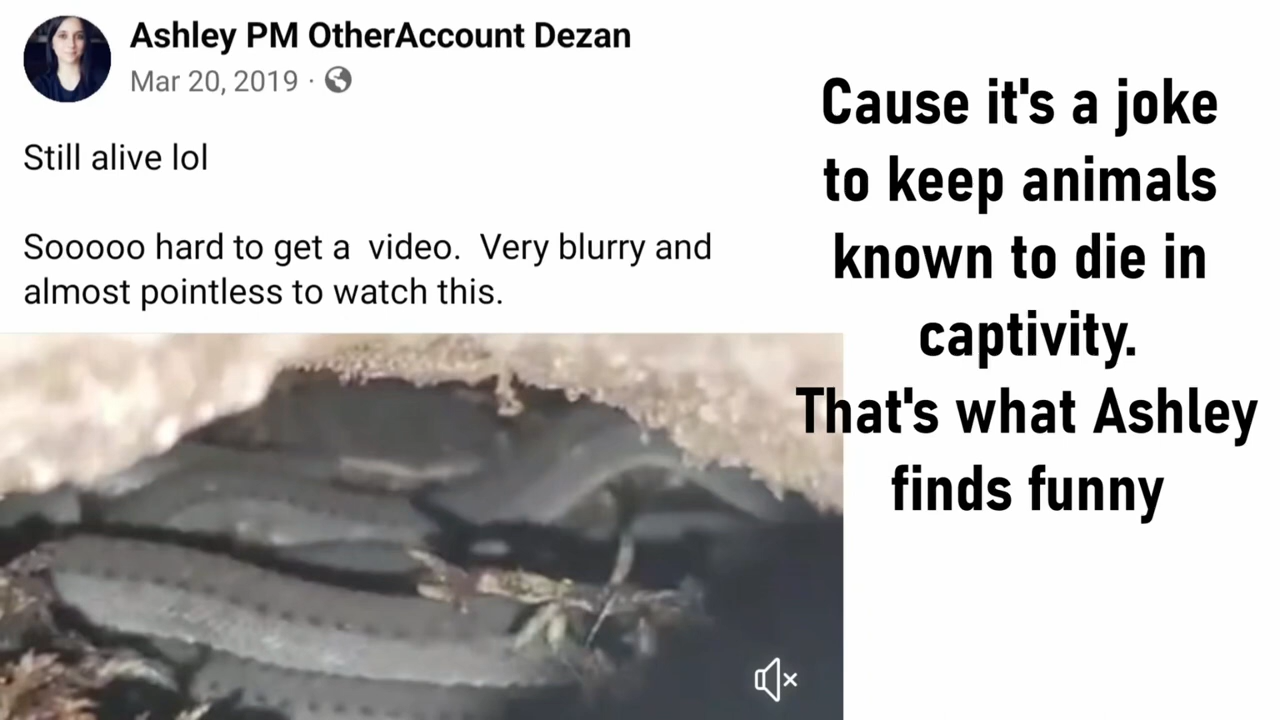 Ashley PM OtherAccount Dezan
Mar 20, 2019 ·
Still alive lol
Sooooo hard to get a  video.  Very blurry and
almost pointless to watch this.
Cause it's a joke
to keep animals
known to die in
captivity.
That's what Ashley
finds funny